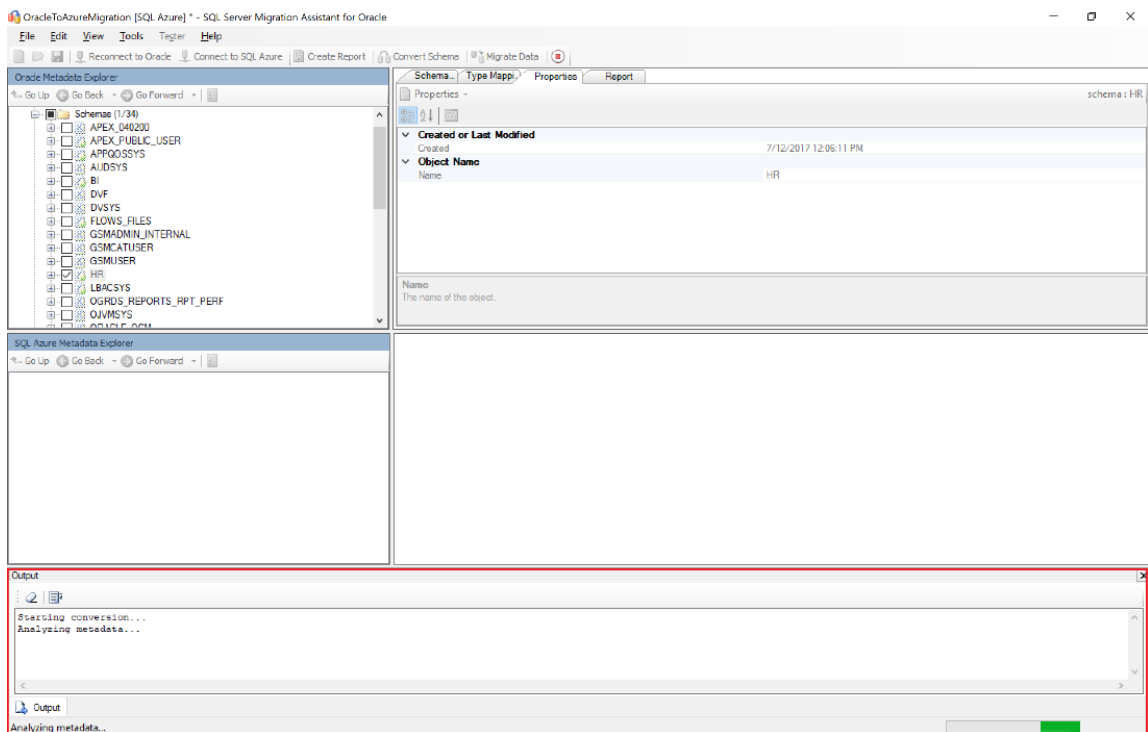 OracleToAzureMigration [SQL Azure] * - SQL Server Migration Assistant for Oracle
File Edit View Tools Tester Help
Reconnect to Oracle Connect to SQL Azure Create Report Convert Schema Migrate Data
Oracle Metadata Explorer
Go Up Go Back Go Forward
Schemas (1/34)
APEX_040200
APEX_PUBLIC_USER
APPQOSSYS
AUDSYS
BI
DVF
DVSYS
FLOWS_FILES
GSMADMIN_INTERNAL
GSMCATUSER
GSMUSER
HR
LBACSYS
OGRDS_REPORTS_RPT_PERF
OJVMSYS
ORACLE_OCM
Schema.. Type Mappi.. Properties Report
Properties schema : HR
Created or Last Modified
Created 7/12/2017 12:06:11 PM
Object Name
Name HR
Name
The name of the object.
SQL Azure Metadata Explorer
Go Up Go Back Go Forward
Output
Starting conversion...
Analyzing metadata...
Output
Analyzing metadata...